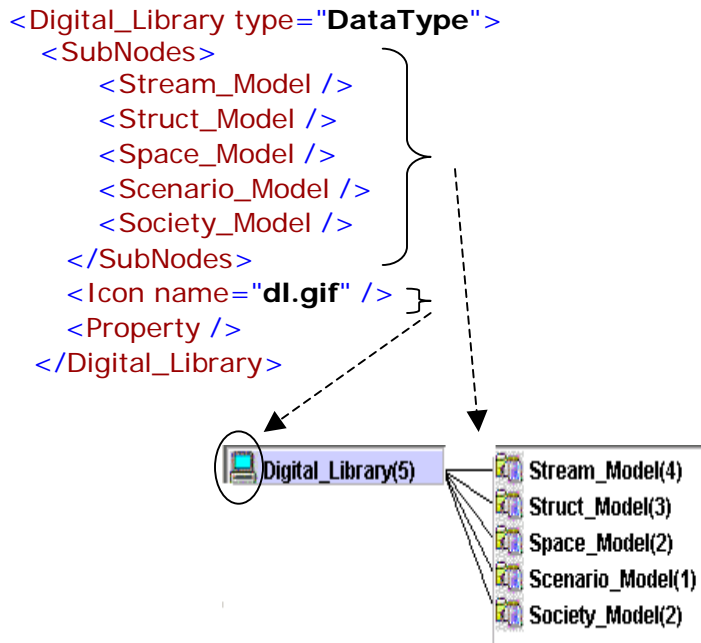 <Digital_Library type="DataType">
<SubNodes>
<Stream_Model />
<Struct_Model />
<Space_Model />
<Scenario_Model />
<Society_Model />
</SubNodes>
<Icon name="dl.gif" />
<Property />
</Digital_Library>
Digital_Library(5)
Stream_Model(4)
Struct_Model(3)
Space_Model(2)
Scenario_Model(1)
Society_Model(2)